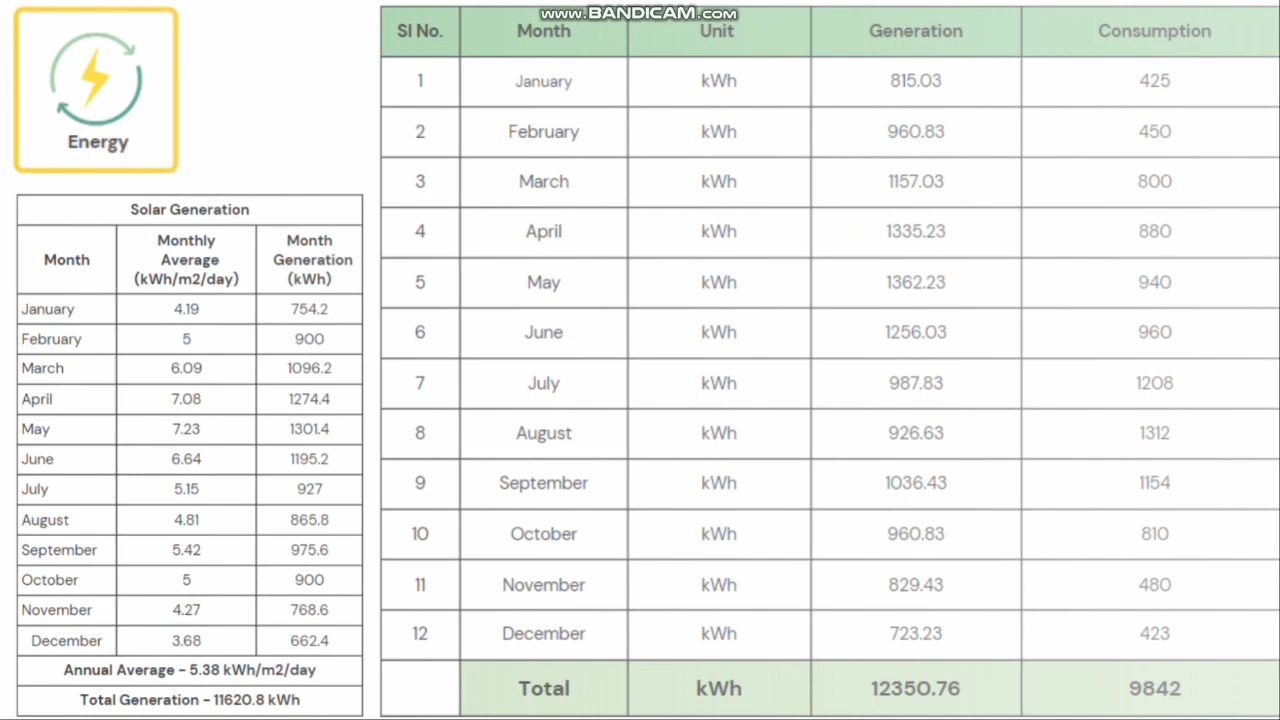 www.BANDICAM.com
Energy
Solar Generation
Month | Monthly Average (kWh/m2/day) | Month Generation (kWh)
January 4.19 754.2
February 5 900
March 6.09 1096.2
April 7.08 1274.4
May 7.23 1301.4
June 6.64 1195.2
July 5.15 927
August 4.81 865.8
September 5.42 975.6
October 5 900
November 4.27 768.6
December 3.68 662.4
Annual Average - 5.38 kWh/m2/day
Total Generation - 11620.8 kWh
Sl No. Month Unit Generation Consumption
1 January kWh 815.03 425
2 February kWh 960.83 450
3 March kWh 1157.03 800
4 April kWh 1335.23 880
5 May kWh 1362.23 940
6 June kWh 1256.03 960
7 July kWh 987.83 1208
8 August kWh 926.63 1312
9 September kWh 1036.43 1154
10 October kWh 960.83 810
11 November kWh 829.43 480
12 December kWh 723.23 423
Total kWh 12350.76 9842